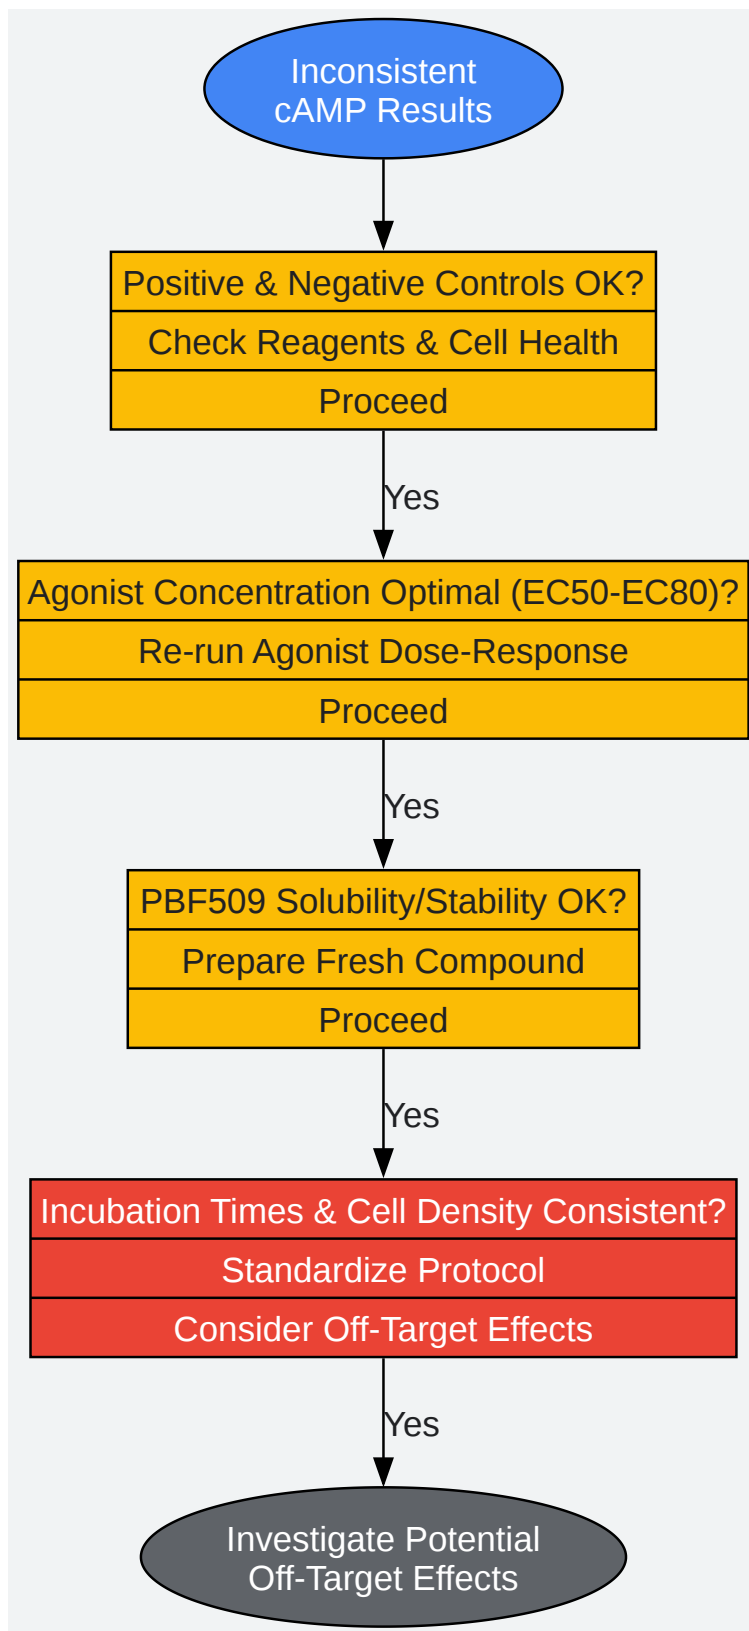 Inconsistent
cAMP Results
Positive & Negative Controls OK?
Check Reagents & Cell Health
Proceed
Yes
Agonist Concentration Optimal (EC50-EC80)?
Re-run Agonist Dose-Response
Proceed
Yes
PBF509 Solubility/Stability OK?
Prepare Fresh Compound
Proceed
Yes
Incubation Times & Cell Density Consistent?
Standardize Protocol
Consider Off-Target Effects
Yes
Investigate Potential
Off-Target Effects